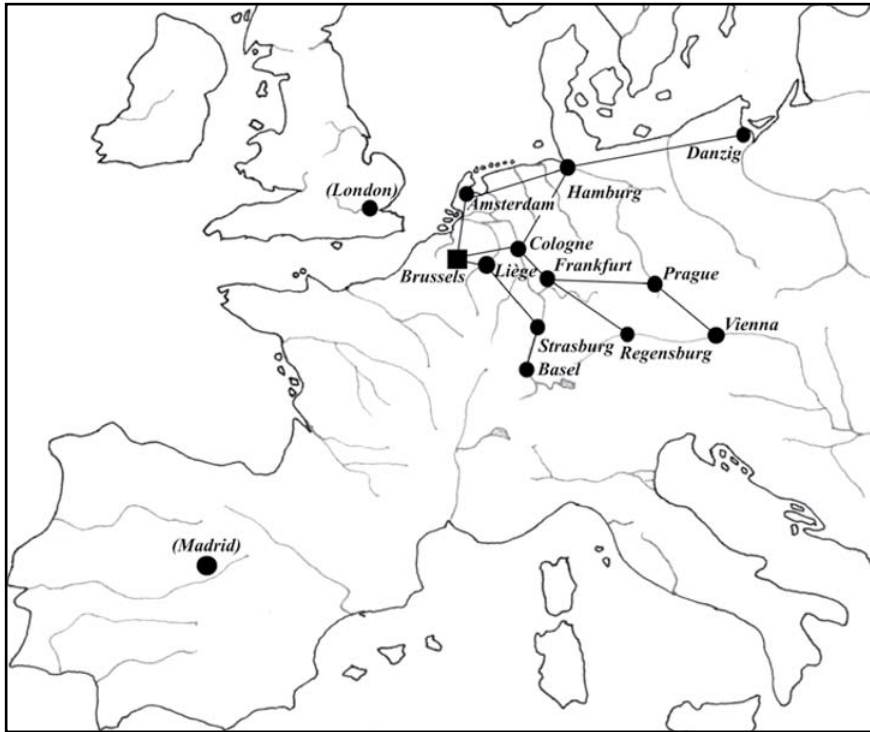 Danzig
(London)
Hamburg
Amsterdam
Cologne
Brussels
Liège
Frankfurt
Prague
Vienna
Strasburg
Regensburg
Basel
(Madrid)